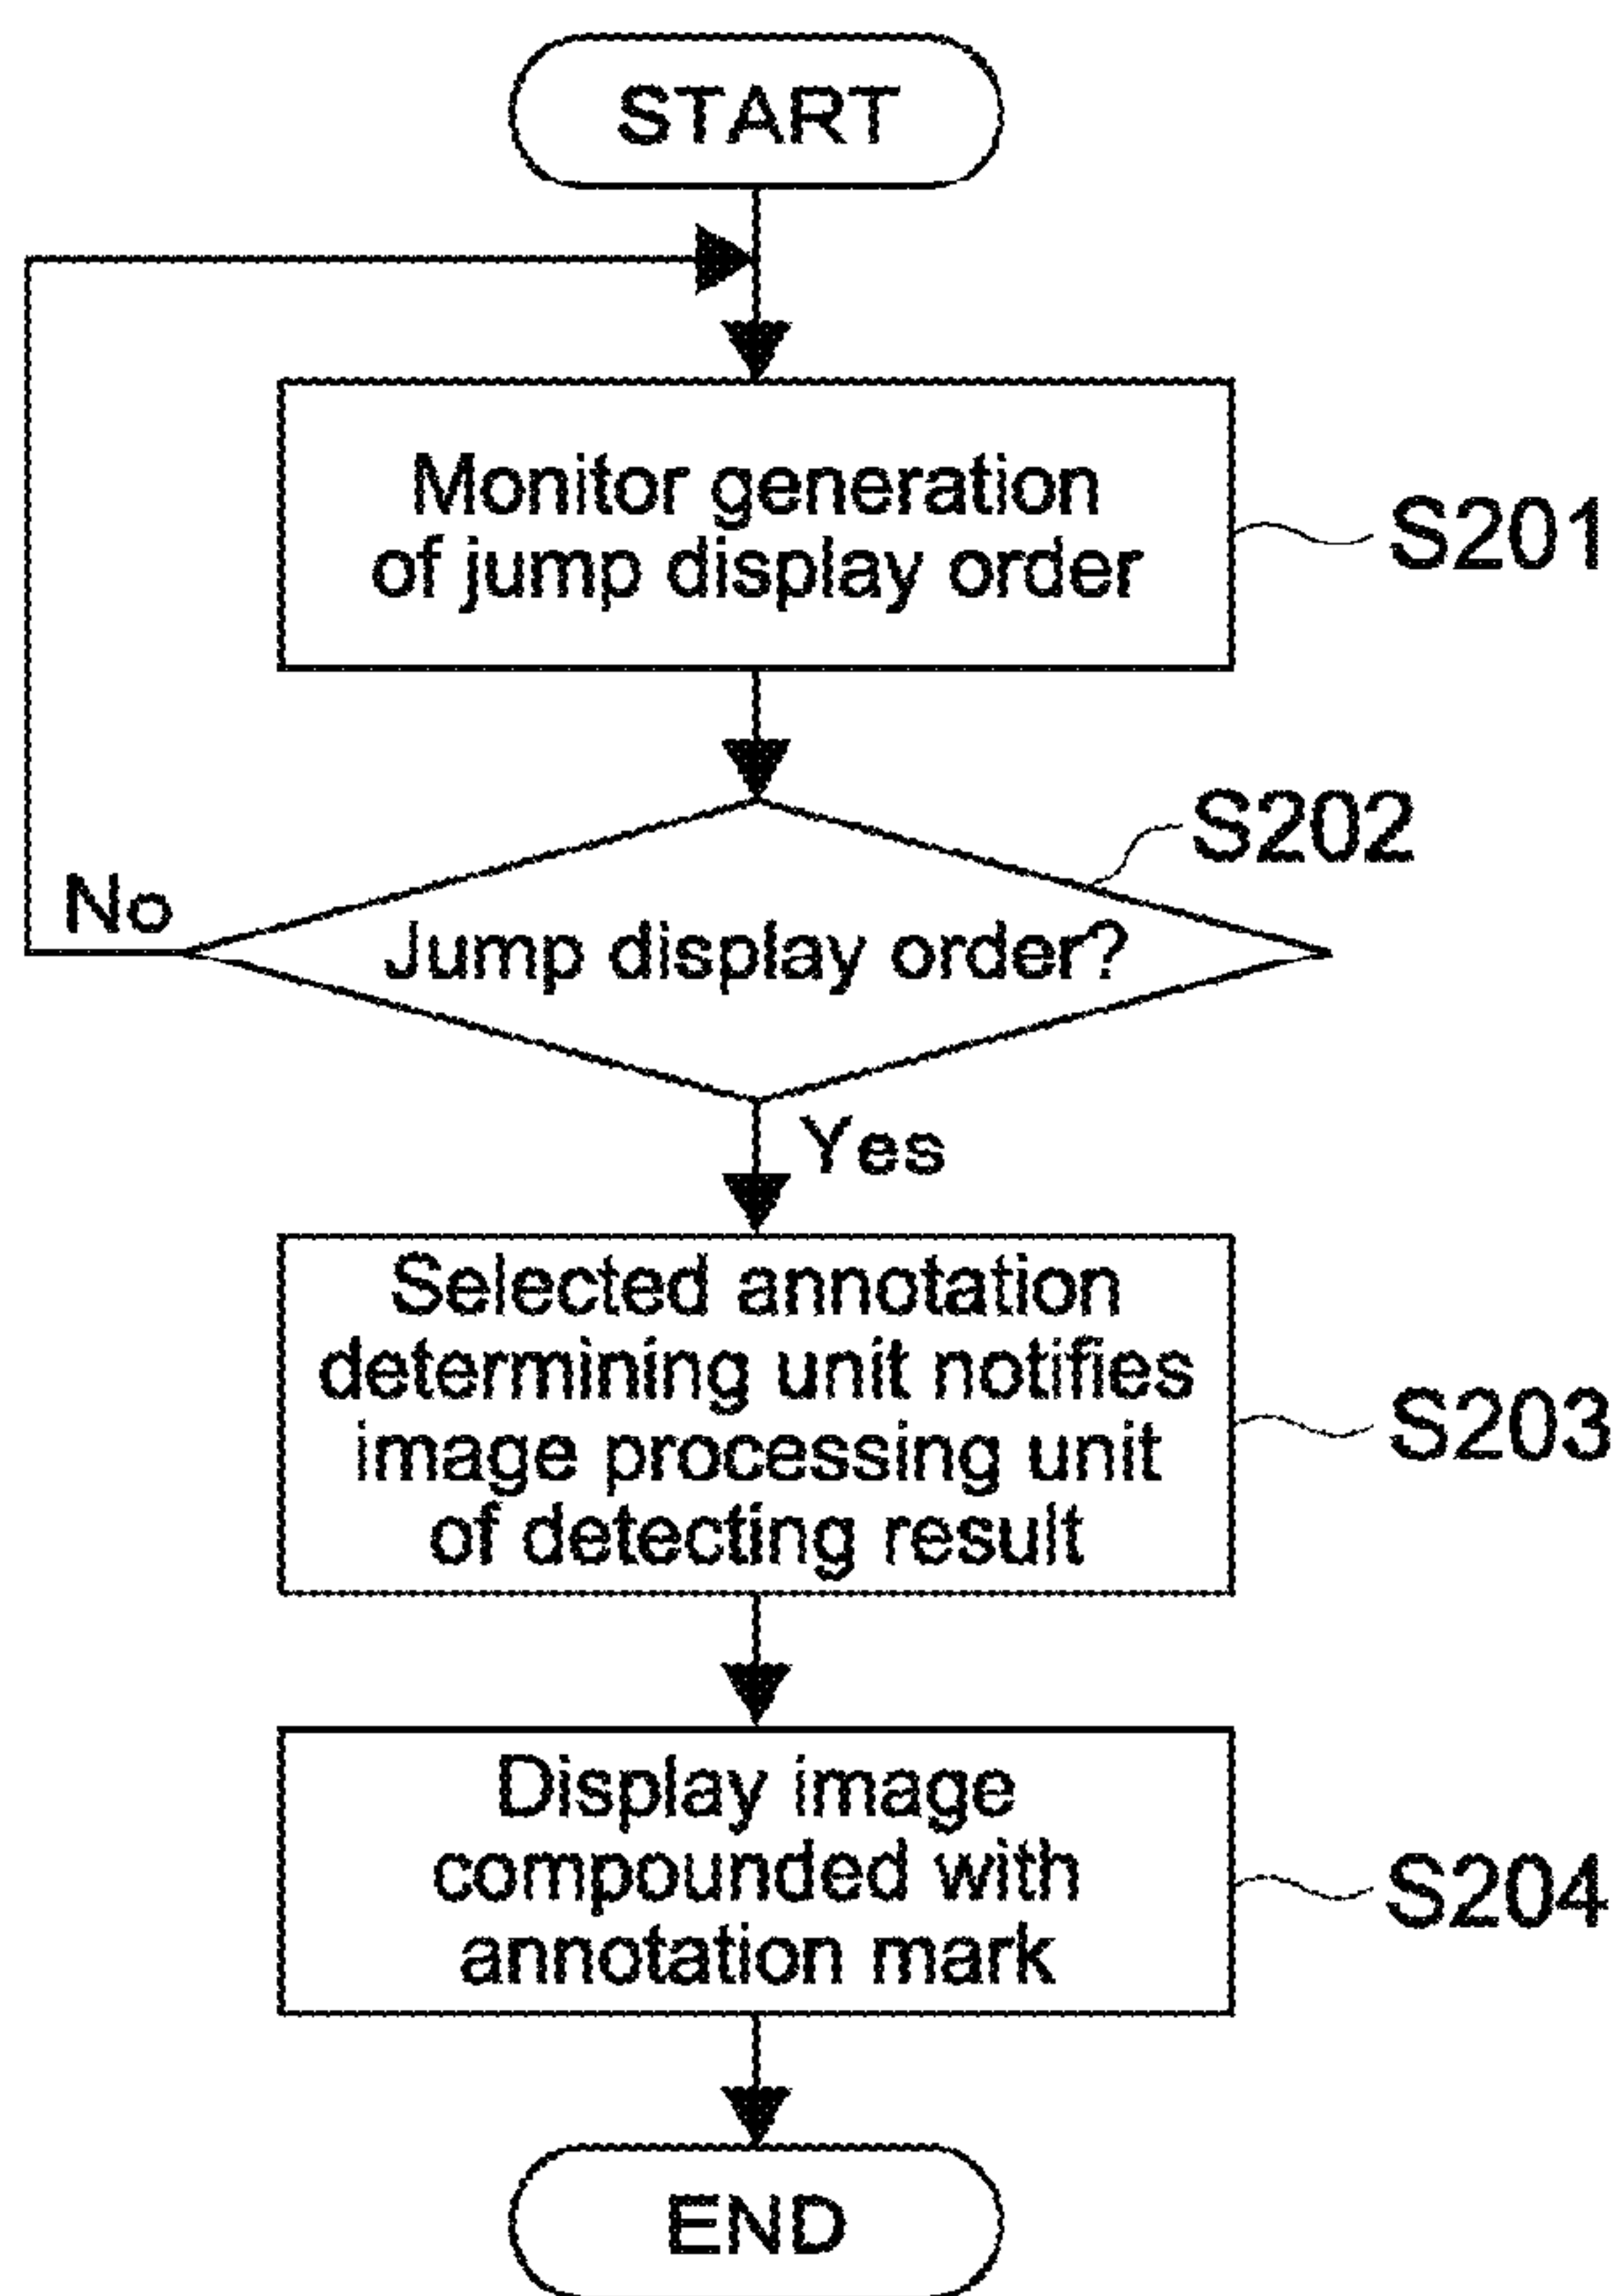 START
Monitor generation
of jump display order
S201
S202
No
Jump display order?
Yes
Selected annotation
determining unit notifies
image processing unit
of detecting result
S203
Display image
compounded with
annotation mark
S204
END